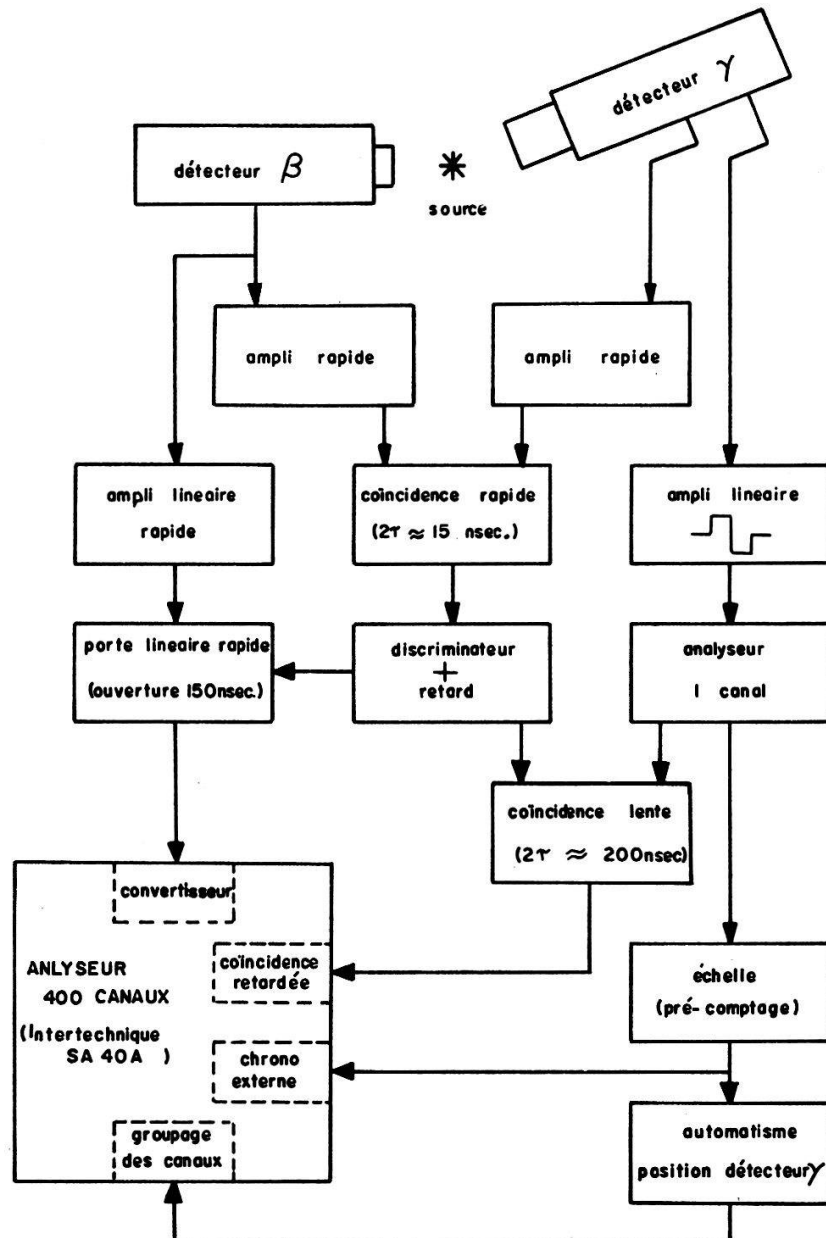 détecteur γ
détecteur β
source
ampli rapide
ampli rapide
ampli lineaire
rapide
coïncidence rapide
(2τ ≈ 15 nsec.)
ampli lineaire
porte lineaire rapide
(ouverture 150nsec.)
discriminateur
+
retard
analyseur
1 canal
coïncidence lente
(2τ ≈ 200nsec)
convertisseur
ANLYSEUR
400 CANAUX
(Intertechnique
SA 40A )
coïncidence
retardée
chrono
externe
groupage
des canaux
échelle
(pré-comptage)
automatisme
position détecteurγ